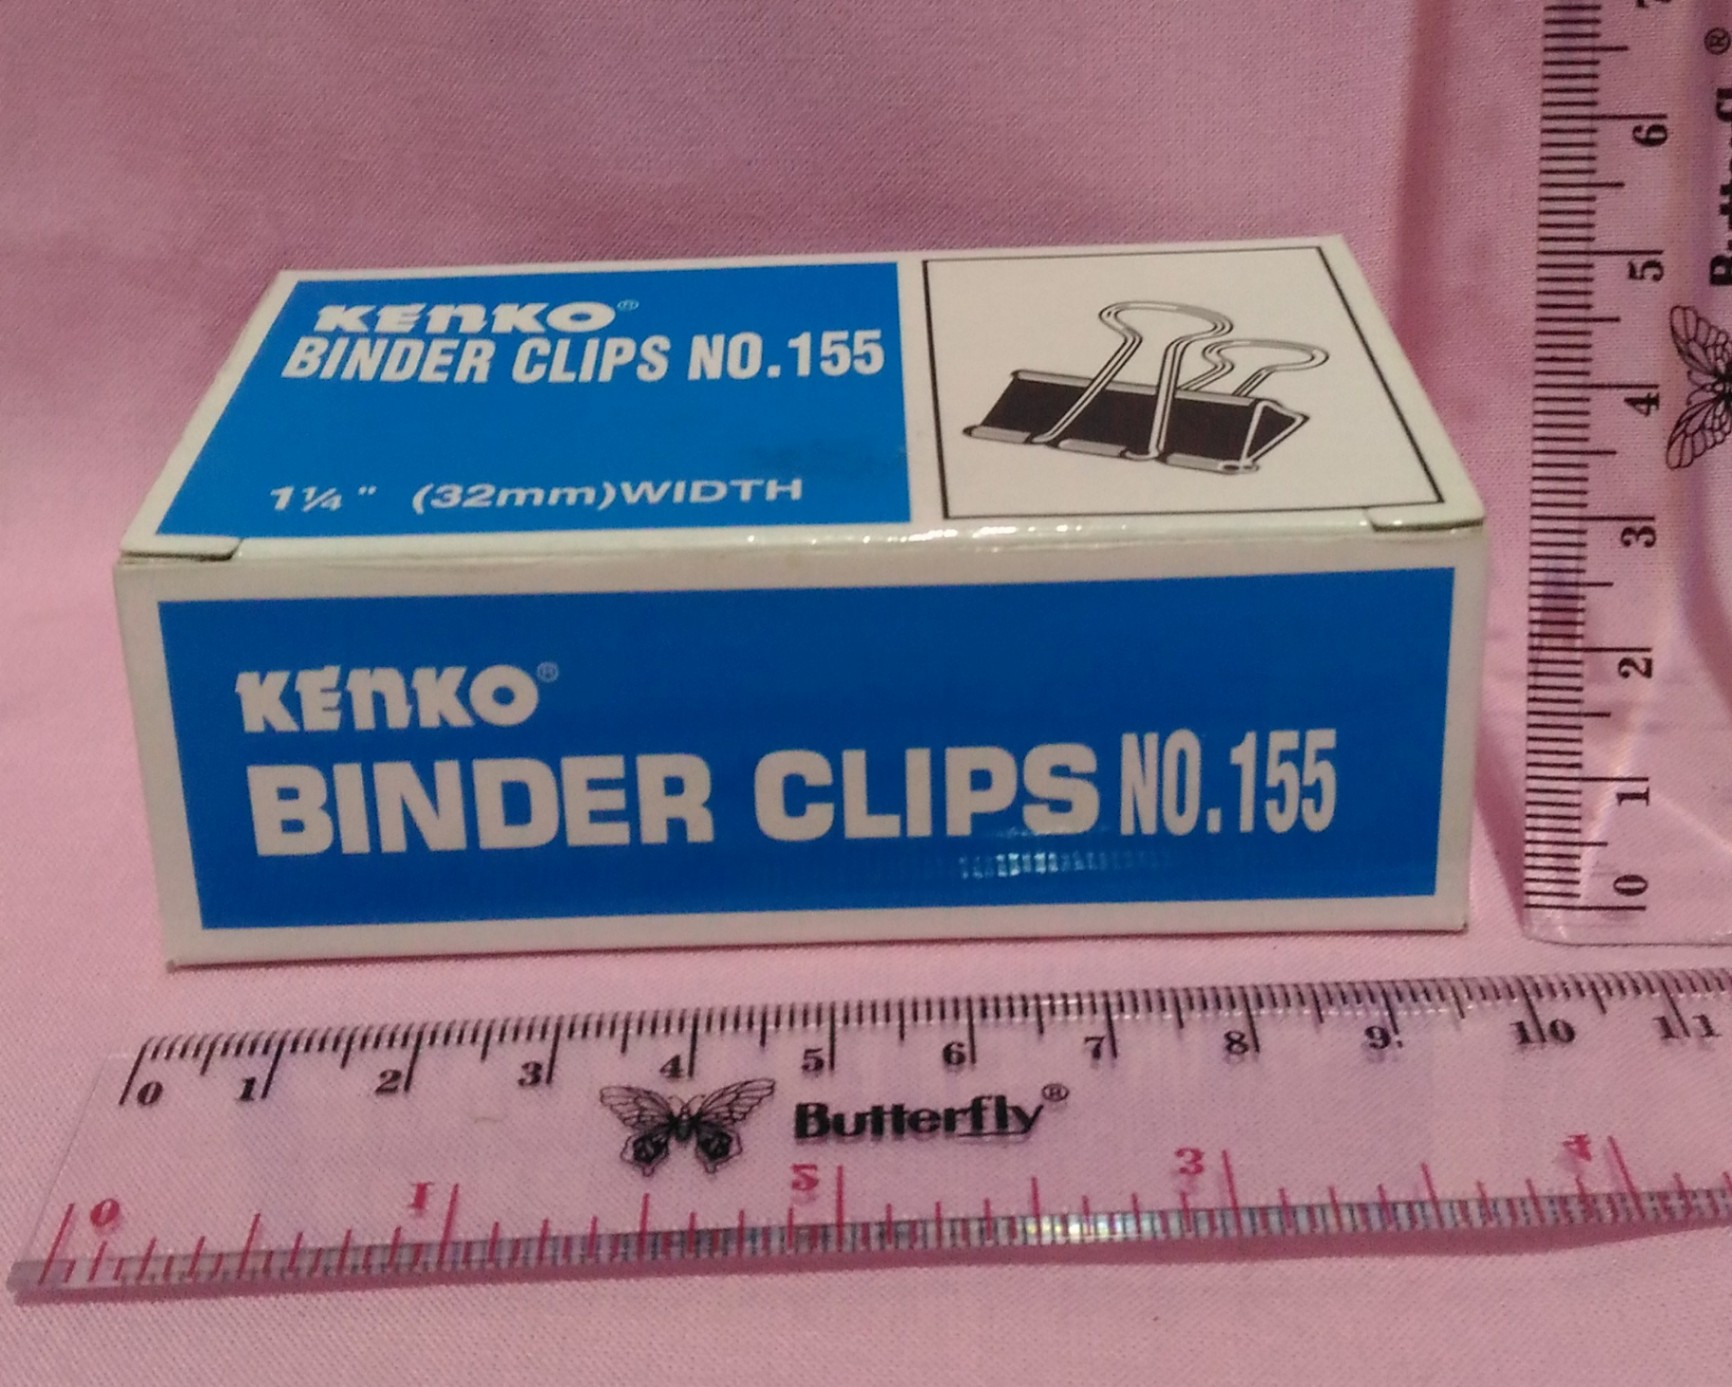 KENKO®
BINDER CLIPS NO.155
1¼" (32mm)WIDTH
KENKO®
BINDER CLIPS NO.155
7
6
5
4
3
2
1
0
®
0 1 2 3 4 5 6 7 8 9 10 11
Butterfly®
0 1 2 3 4